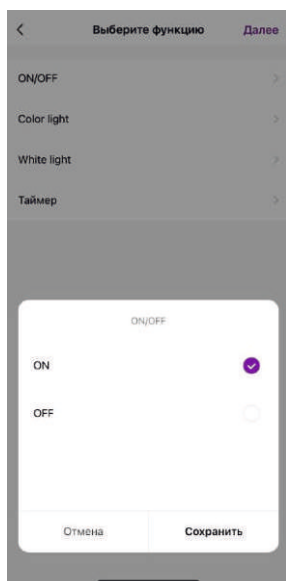 Выберите функцию Далее
ON/OFF
Color light
White light
Таймер
ON/OFF
ON
OFF
Отмена Сохранить